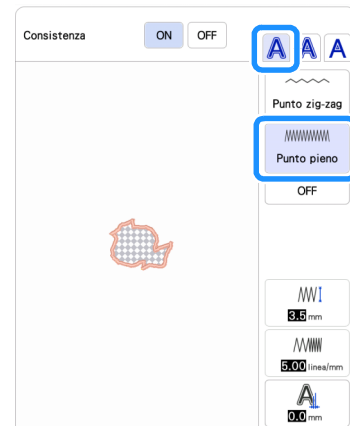 Consistenza ON OFF
A A A
Punto zig-zag
Punto pieno
OFF
3.5 mm
5.00 linea/mm
A
0.0 mm